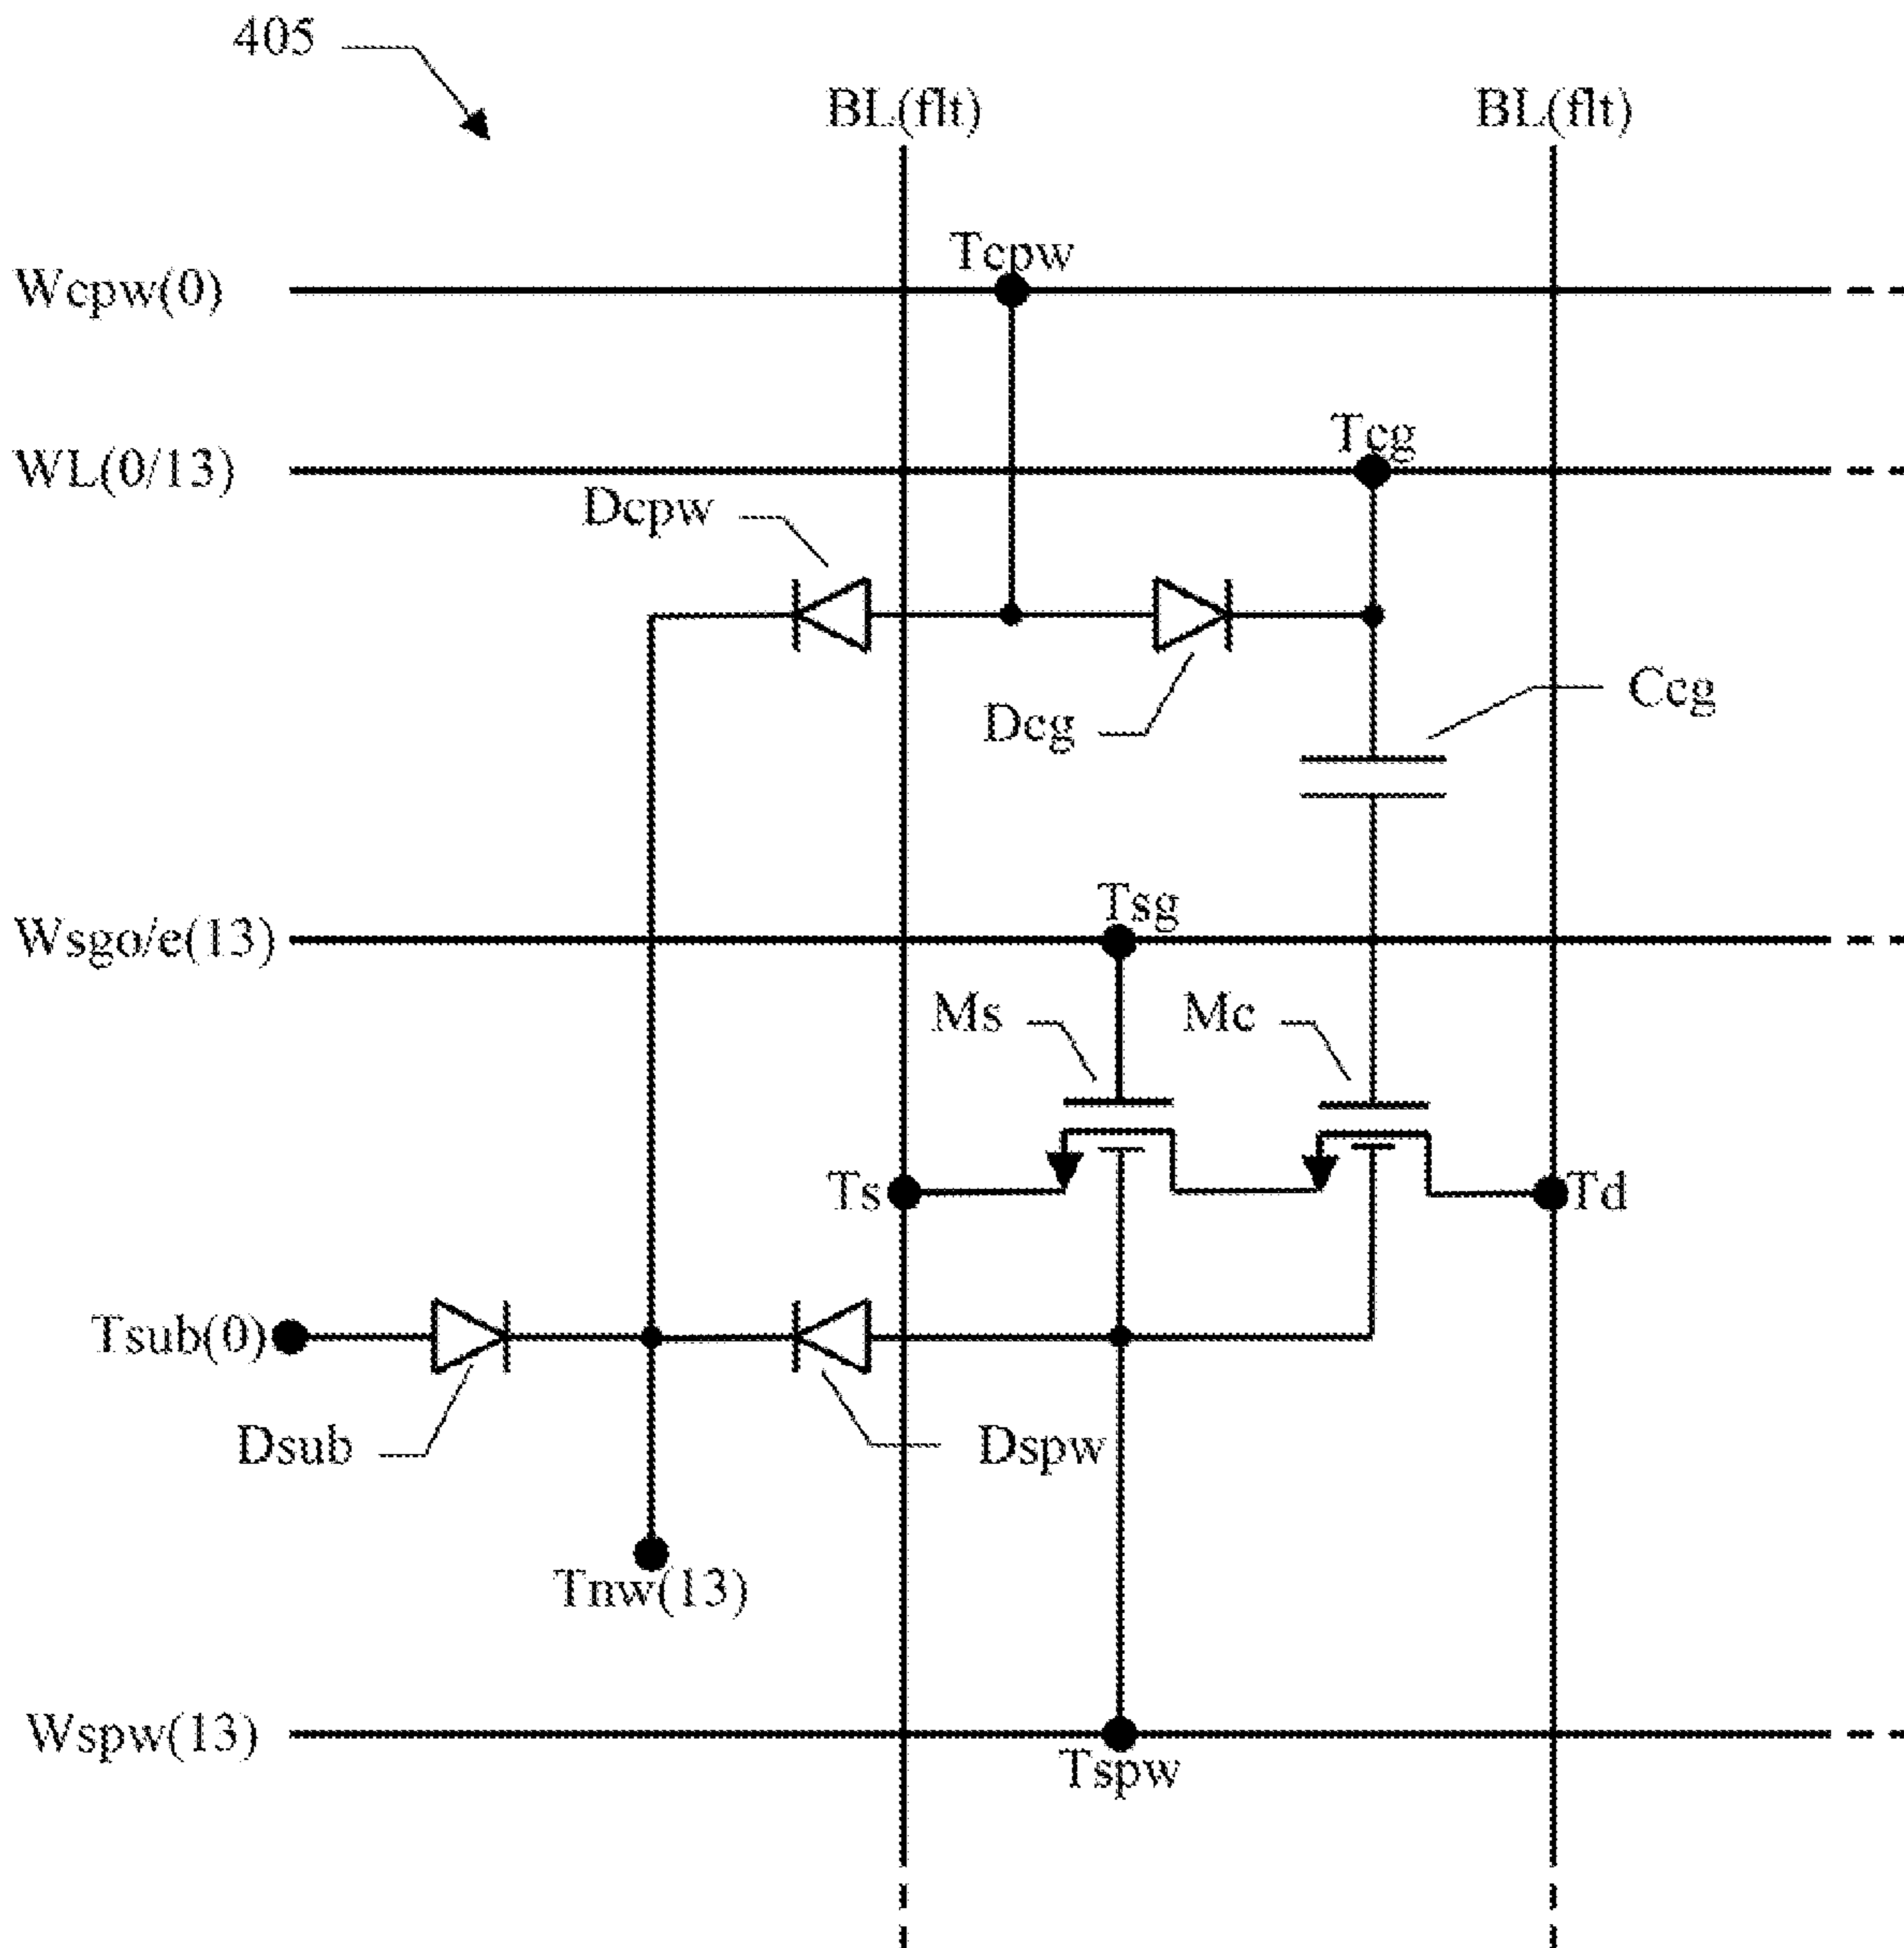 405
BL(flt)
BL(flt)
Tcpw
Wcpw(0)
Tcg
WL(0/13)
Dcpw
Ccg
Dcg
Tsg
Wsgo/e(13)
Ms
Mc
Ts
Td
Tsub(0)
Dsub
Dspw
Tnw(13)
Wspw(13)
Tspw